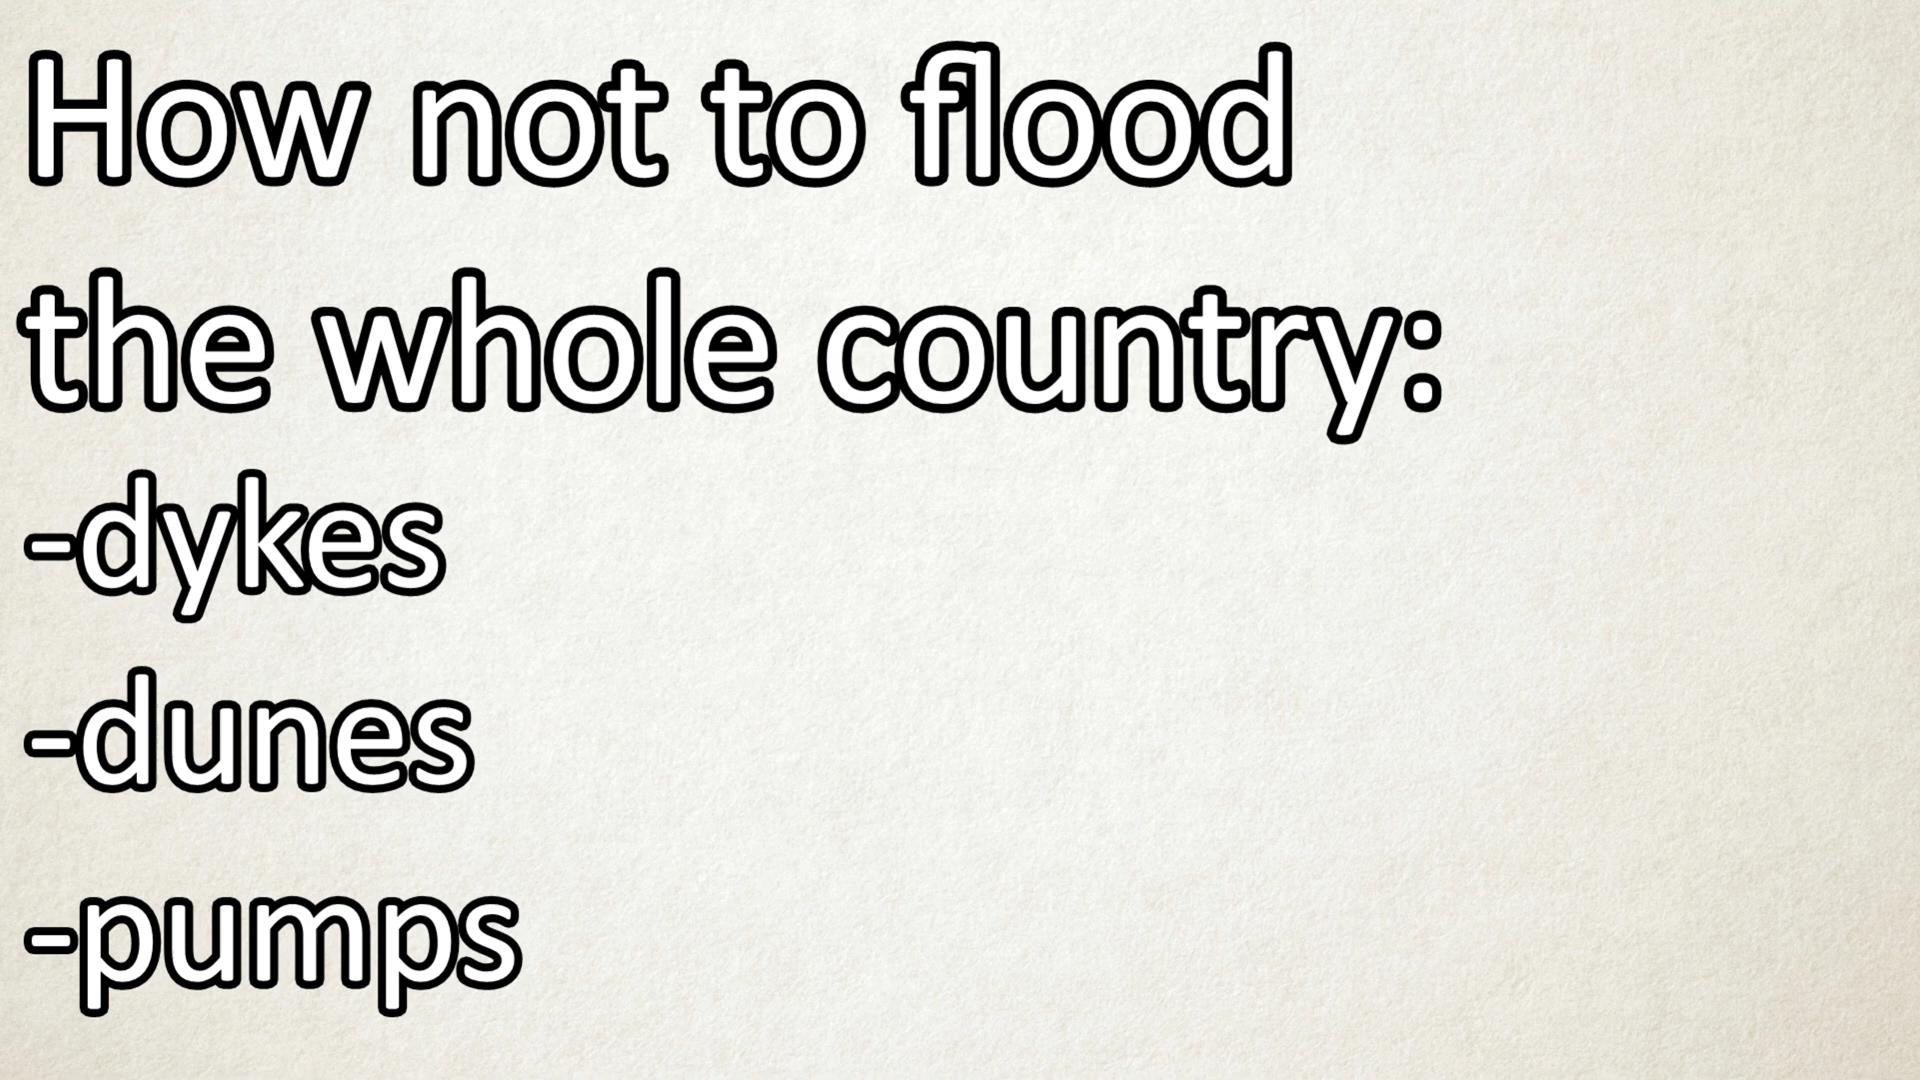 How not to flood
the whole country:
-dykes
-dunes
-pumps